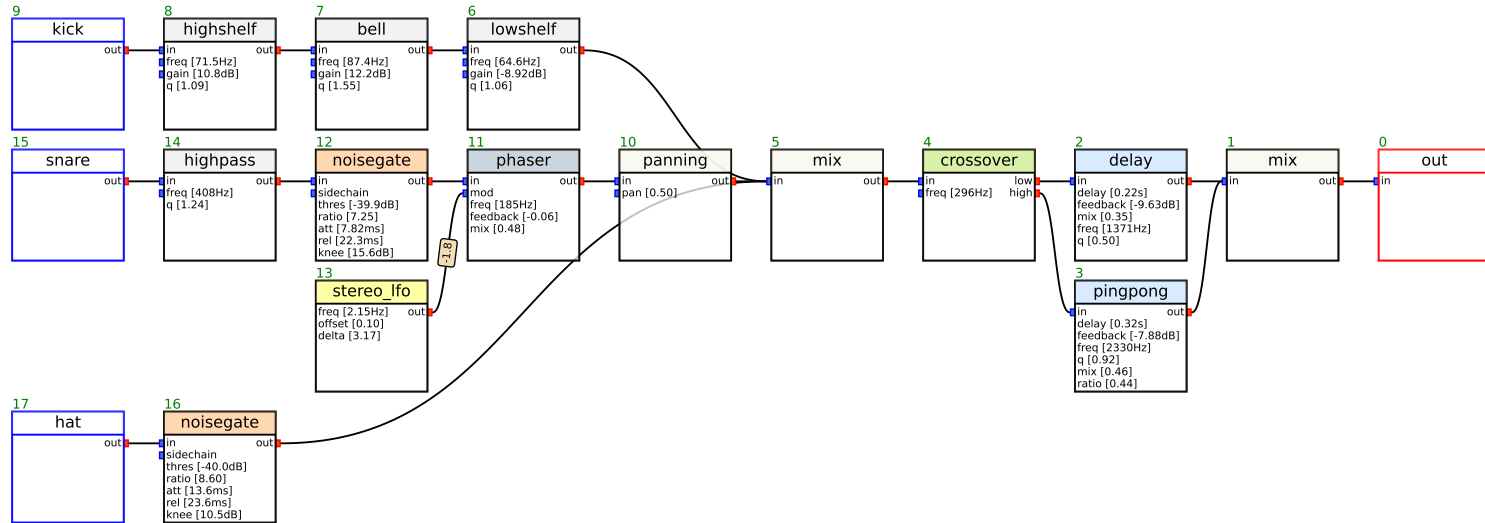 9
kick
out
8
highshelf
in out
freq [71.5Hz]
gain [10.8dB]
q [1.09]
7
bell
in out
freq [87.4Hz]
gain [12.2dB]
q [1.55]
6
lowshelf
in out
freq [64.6Hz]
gain [-8.92dB]
q [1.06]
15
snare
out
14
highpass
in out
freq [408Hz]
q [1.24]
12
noisegate
in out
sidechain
thres [-39.9dB]
ratio [7.25]
att [7.82ms]
rel [22.3ms]
knee [15.6dB]
11
phaser
in out
mod
freq [185Hz]
feedback [-0.06]
mix [0.48]
-1.8
10
panning
in out
pan [0.50]
5
mix
in out
4
crossover
in low
freq [296Hz] high
2
delay
in out
delay [0.22s]
feedback [-9.63dB]
mix [0.35]
freq [1371Hz]
q [0.50]
1
mix
in out
0
out
in
13
stereo_lfo
freq [2.15Hz] out
offset [0.10]
delta [3.17]
3
pingpong
in out
delay [0.32s]
feedback [-7.88dB]
freq [2330Hz]
q [0.92]
mix [0.46]
ratio [0.44]
17
hat
out
16
noisegate
in out
sidechain
thres [-40.0dB]
ratio [8.60]
att [13.6ms]
rel [23.6ms]
knee [10.5dB]